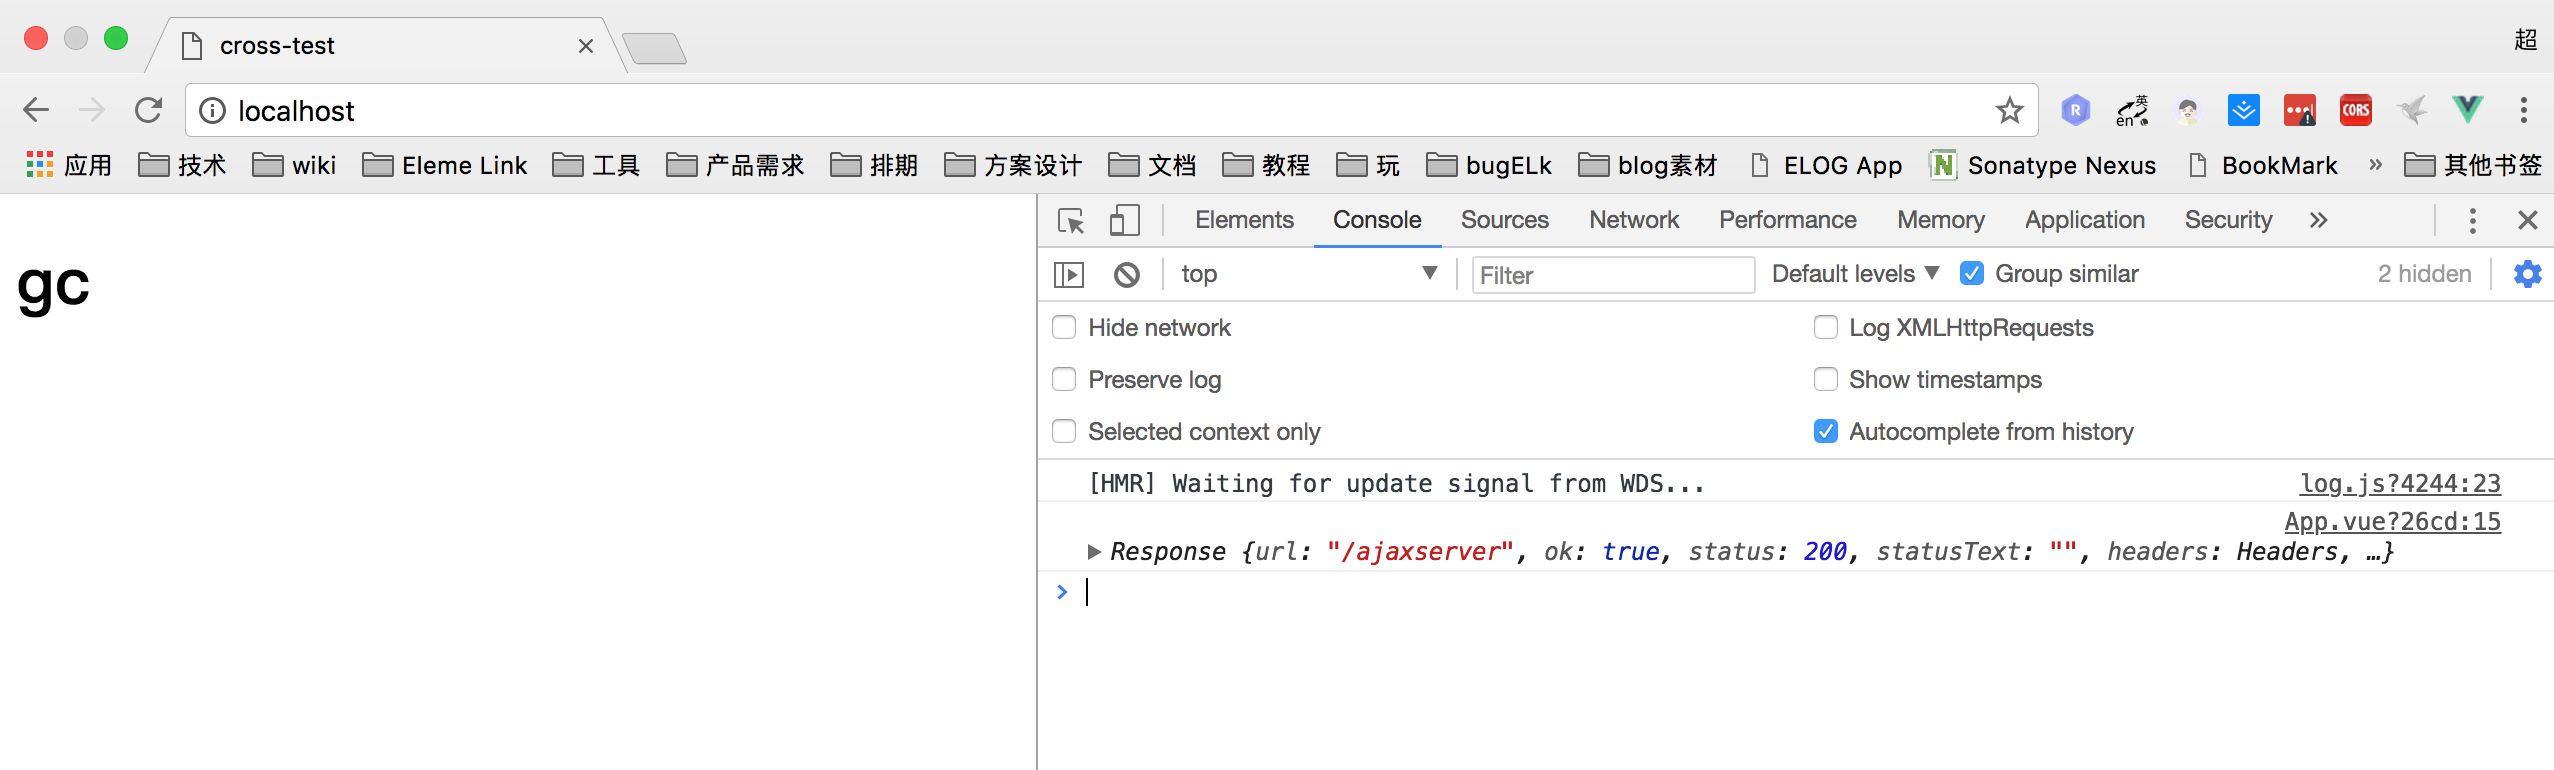 cross-test
超
localhost
R
英
en
CORS
应用 技术 wiki Eleme Link 工具 产品需求 排期 方案设计 文档 教程 玩 bugELk blog素材 ELOG App N Sonatype Nexus BookMark » 其他书签
gc
Elements Console Sources Network Performance Memory Application Security »
top Filter Default levels Group similar 2 hidden
Hide network Log XMLHttpRequests
Preserve log Show timestamps
Selected context only Autocomplete from history
[HMR] Waiting for update signal from WDS... log.js?4244:23
App.vue?26cd:15
Response {url: "/ajaxserver", ok: true, status: 200, statusText: "", headers: Headers, …}